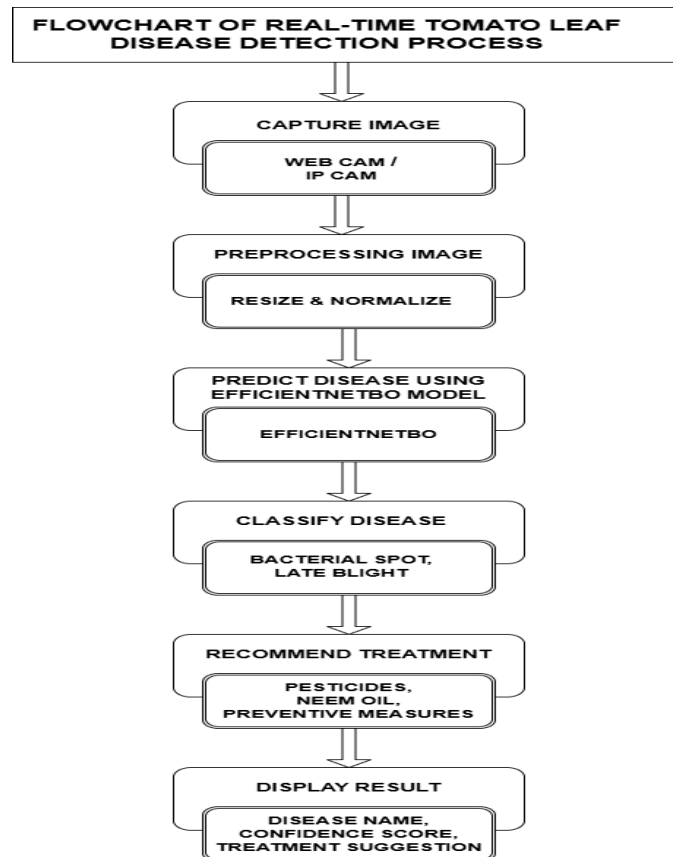 FLOWCHART OF REAL-TIME TOMATO LEAF
DISEASE DETECTION PROCESS
CAPTURE IMAGE
WEB CAM /
IP CAM
PREPROCESSING IMAGE
RESIZE & NORMALIZE
PREDICT DISEASE USING
EFFICIENTNETBO MODEL
EFFICIENTNETBO
CLASSIFY DISEASE
BACTERIAL SPOT,
LATE BLIGHT
RECOMMEND TREATMENT
PESTICIDES,
NEEM OIL,
PREVENTIVE MEASURES
DISPLAY RESULT
DISEASE NAME,
CONFIDENCE SCORE,
TREATMENT SUGGESTION